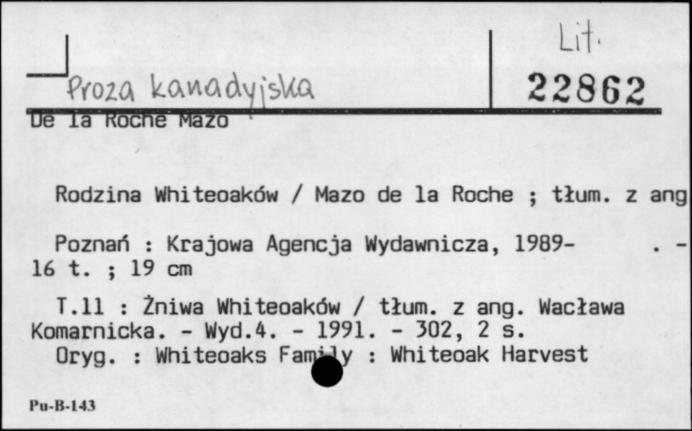 Lit.
Proza kanadyjska
22862
De la Roche Mazo
Rodzina Whiteoaków / Mazo de la Roche ; tłum. z ang
Poznań : Krajowa Agencja Wydawnicza, 1989- . -
16 t. ; 19 cm
T.11 : Żniwa Whiteoaków / tłum. z ang. Wacława
Komarnicka. - Wyd.4. - 1991. - 302, 2 s.
Oryg. : Whiteoaks Family : Whiteoak Harvest
Pu-B-143